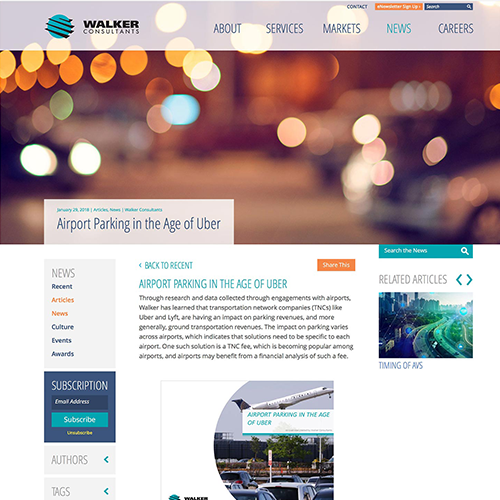 CONTACT
eNewsletter Sign Up
Search
WALKER
CONSULTANTS
ABOUT
SERVICES
MARKETS
NEWS
CAREERS
January 26, 2018 | Articles, News | Walker Consultants
Airport Parking in the Age of Uber
Search the News
NEWS
Recent
Articles
News
Culture
Events
Awards
SUBSCRIPTION
Email Address
Subscribe
Unsubscribe
AUTHORS
TAGS
BACK TO RECENT
Share This
AIRPORT PARKING IN THE AGE OF UBER
Through research and data collected through engagements with airports,
Walker has learned that transportation network companies (TNCs) like
Uber and Lyft, are having an impact on parking revenues, and more
generally, ground transportation revenues. The impact on parking varies
across airports, which indicates that solutions need to be specific to each
airport. One such solution is a TNC fee, which is becoming popular among
airports, and airports may benefit from a financial analysis of such a fee.
AIRPORT PARKING IN THE AGE
OF UBER
WALKER
CONSULTANTS
RELATED ARTICLES
TIMING OF AVS